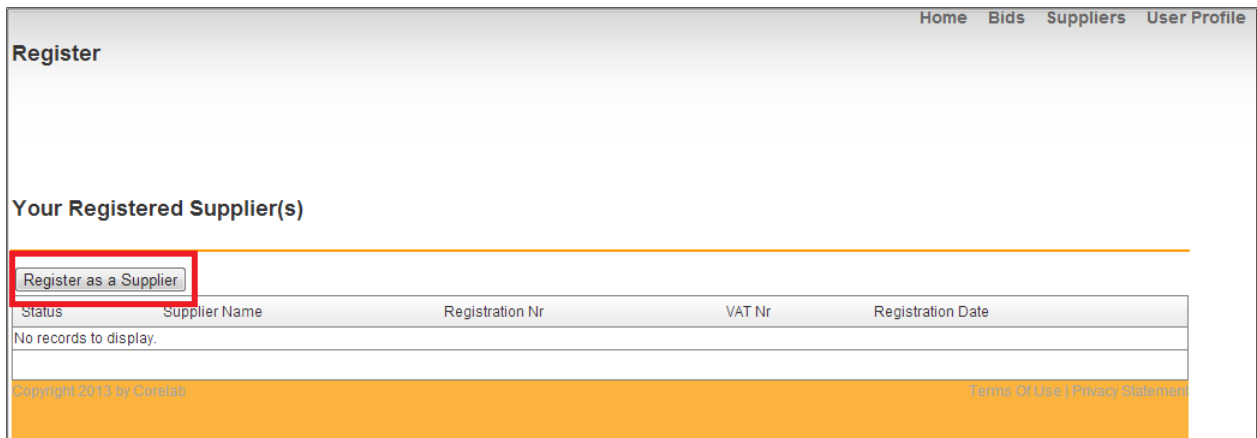 Home Bids Suppliers User Profile
Register
Your Registered Supplier(s)
Register as a Supplier
Status Supplier Name Registration Nr VAT Nr Registration Date
No records to display.
Copyright 2013 by Corelab Terms Of Use | Privacy Statement